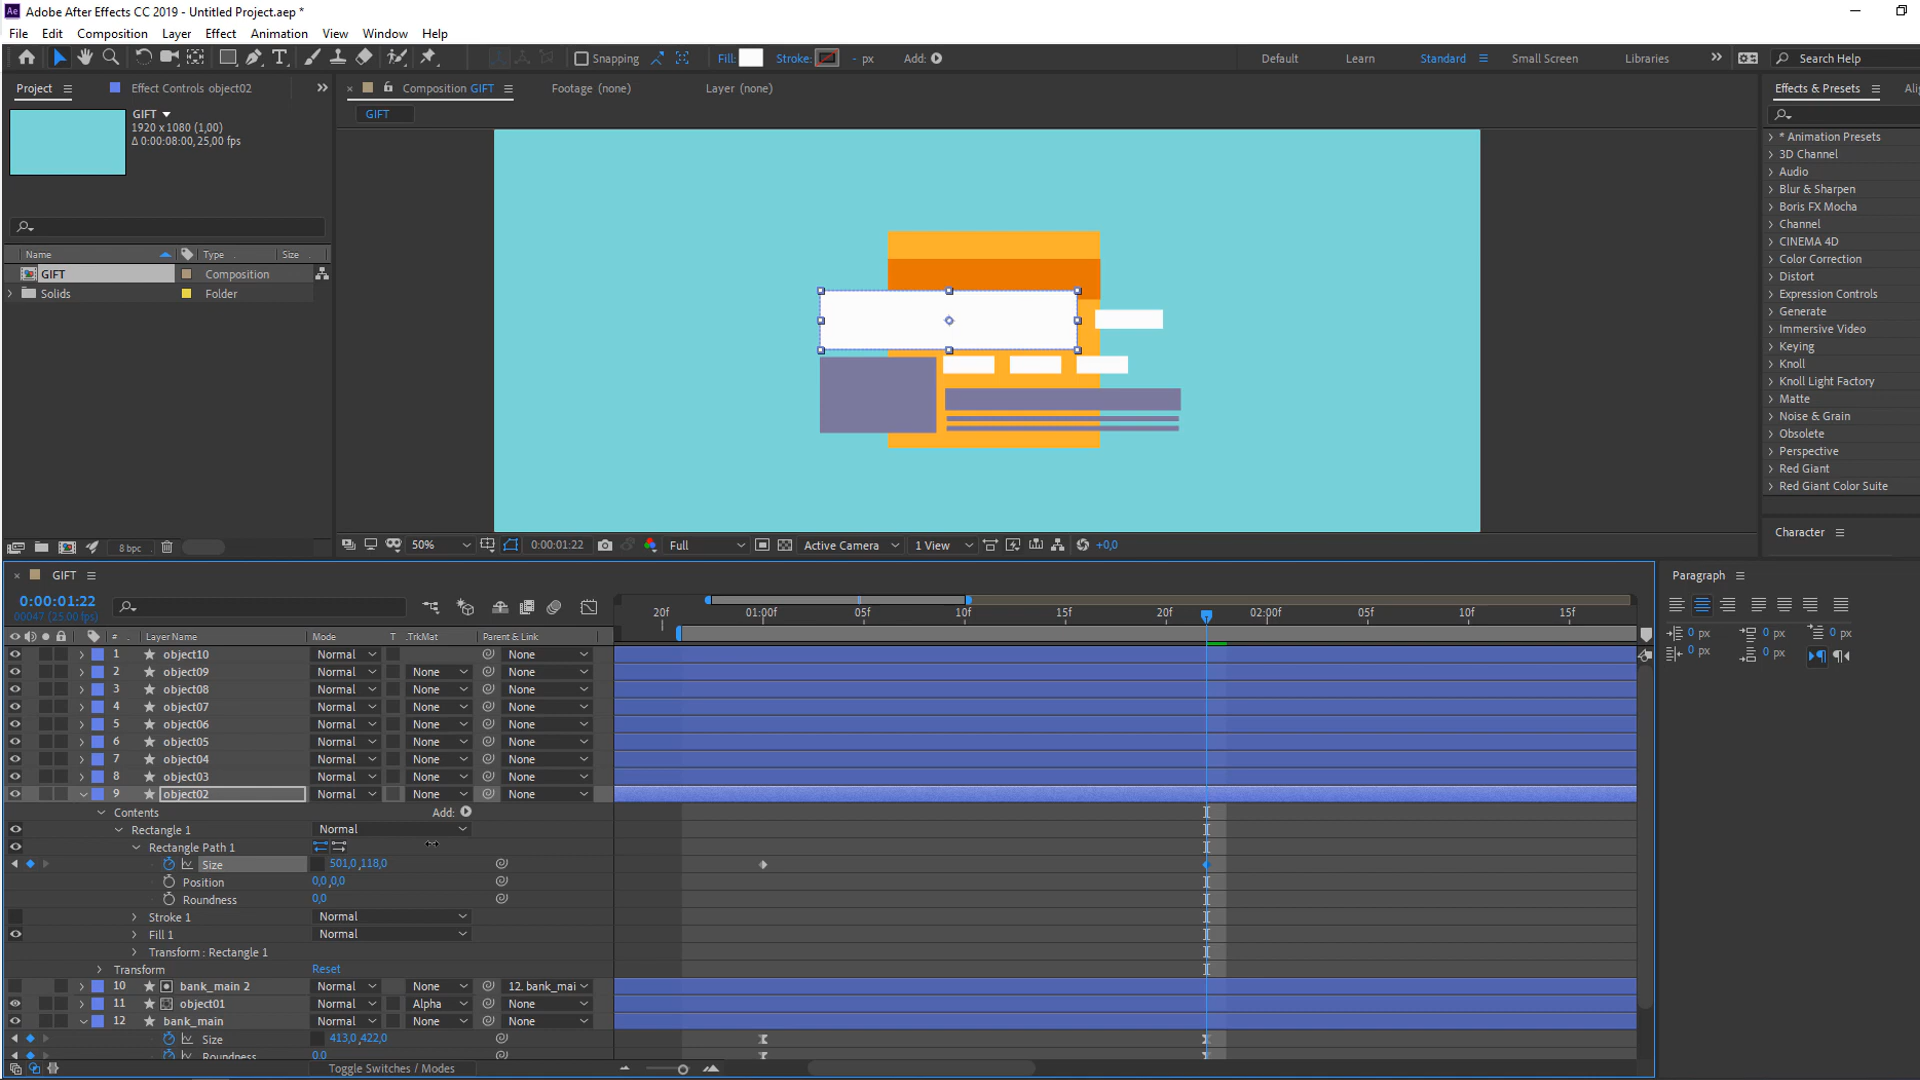 Ae Adobe After Effects CC 2019 - Untitled Project.aep *
File Edit Composition Layer Effect Animation View Window Help
Snapping Fill: Stroke: - px Add: Default Learn Standard Small Screen Libraries Search Help
Project Effect Controls object02 Composition GIFT Footage (none) Layer (none) Effects & Presets Ali
GIFT
GIFT
1920 x 1080 (1,00)
Δ 0:00:08:00, 25,00 fps
* Animation Presets
3D Channel
Audio
Blur & Sharpen
Boris FX Mocha
Channel
CINEMA 4D
Color Correction
Distort
Expression Controls
Generate
Immersive Video
Keying
Knoll
Knoll Light Factory
Matte
Noise & Grain
Obsolete
Perspective
Red Giant
Red Giant Color Suite
Name Type Size
GIFT Composition
Solids Folder
Character
8 bpc 50% 0:00:01:22 Full Active Camera 1 View +0,0
GIFT
Paragraph
0:00:01:22
00047 (25.00 fps)
20f 01:00f 05f 10f 15f 20f 02:00f 05f 10f 15f
0 px 0 px 0 px
0 px 0 px
# Layer Name Mode T .TrkMat Parent & Link
1 object10 Normal None
2 object09 Normal None None
3 object08 Normal None None
4 object07 Normal None None
5 object06 Normal None None
6 object05 Normal None None
7 object04 Normal None None
8 object03 Normal None None
9 object02 Normal None None
Contents Add:
Rectangle 1 Normal
Rectangle Path 1
Size 501,0,118,0
Position 0,0,0,0
Roundness 0,0
Stroke 1 Normal
Fill 1 Normal
Transform : Rectangle 1
Transform Reset
10 bank_main 2 Normal None 12. bank_mai
11 object01 Normal Alpha None
12 bank_main Normal None None
Size 413,0,422,0
Roundness 0,0
Toggle Switches / Modes